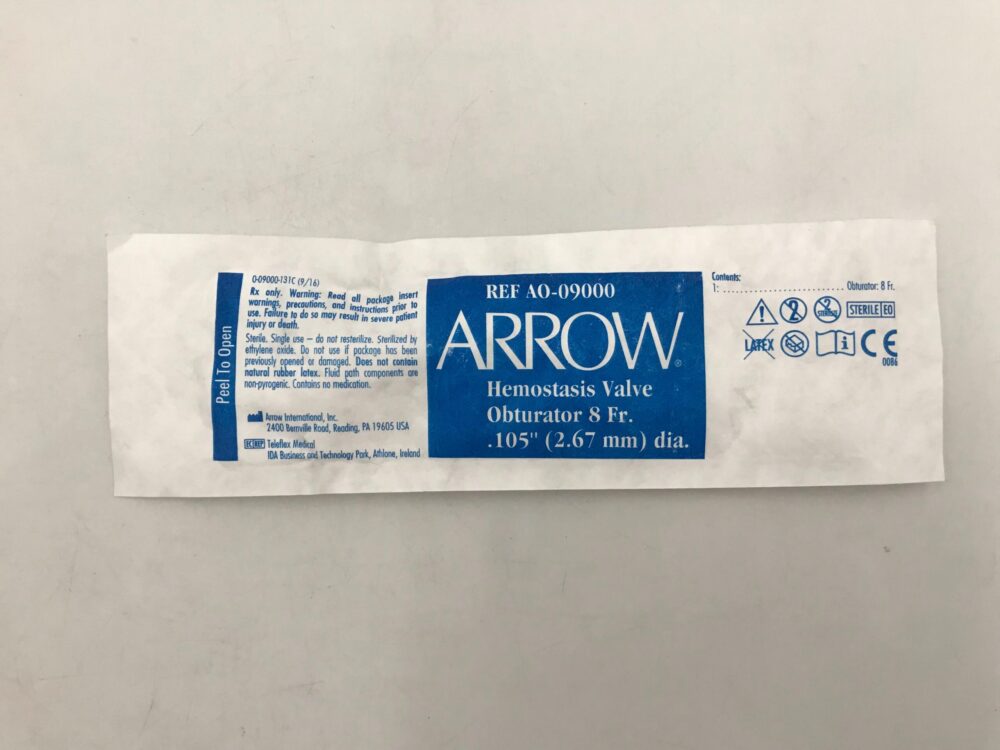 Peel To Open
O-09000-131C (9/16)
Rx only. Warning: Read all package insert
warnings, precautions, and instructions prior to
use. Failure to do so may result in severe patient
injury or death.
Sterile. Single use – do not resterilize. Sterilized by
ethylene oxide. Do not use if package has been
previously opened or damaged. Does not contain
natural rubber latex. Fluid path components are
non-pyrogenic. Contains no medication.
Arrow International, Inc.
2400 Bernville Road, Reading, PA 19605 USA
EC REP Teleflex Medical
IDA Business and Technology Park, Athlone, Ireland
REF AO-09000
ARROW®
Hemostasis Valve
Obturator 8 Fr.
.105" (2.67 mm) dia.
Contents:
1: ........................................ Obturator: 8 Fr.
2 2 STERILIZE STERILE EO
LATEX i CE
0086